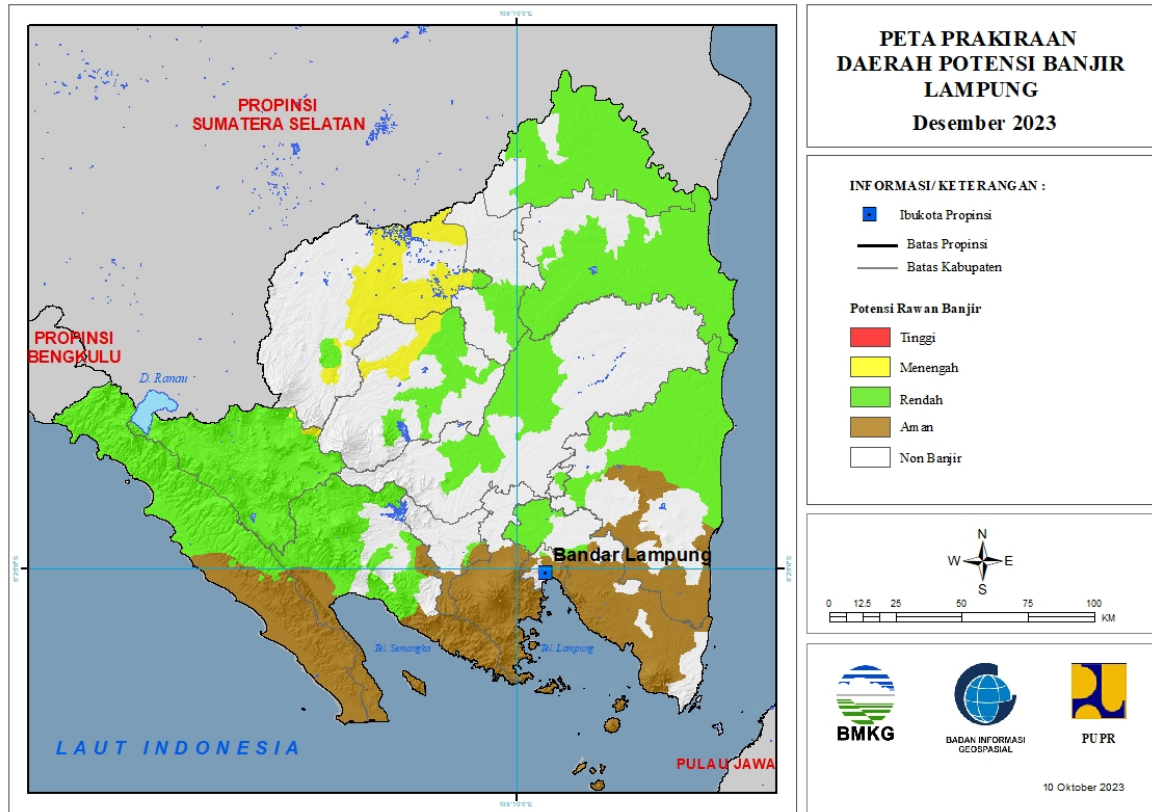 PETA PRAKIRAAN
DAERAH POTENSI BANJIR
LAMPUNG
Desember 2023
INFORMASI/KETERANGAN :
Ibukota Propinsi
Batas Propinsi
Batas Kabupaten
Potensi Rawan Banjir
Tinggi
Menengah
Rendah
Aman
Non Banjir
N
W E
S
0 12.5 25 50 75 100
KM
BMKG
BADAN INFORMASI
GEOSPASIAL
PUPR
10 Oktober 2023
PROPINSI
SUMATERA SELATAN
PROPINSI
BENGKULU
D. Ranau
Bandar Lampung
Tel. Semangka
Tel. Lampung
LAUT INDONESIA
PULAU JAWA